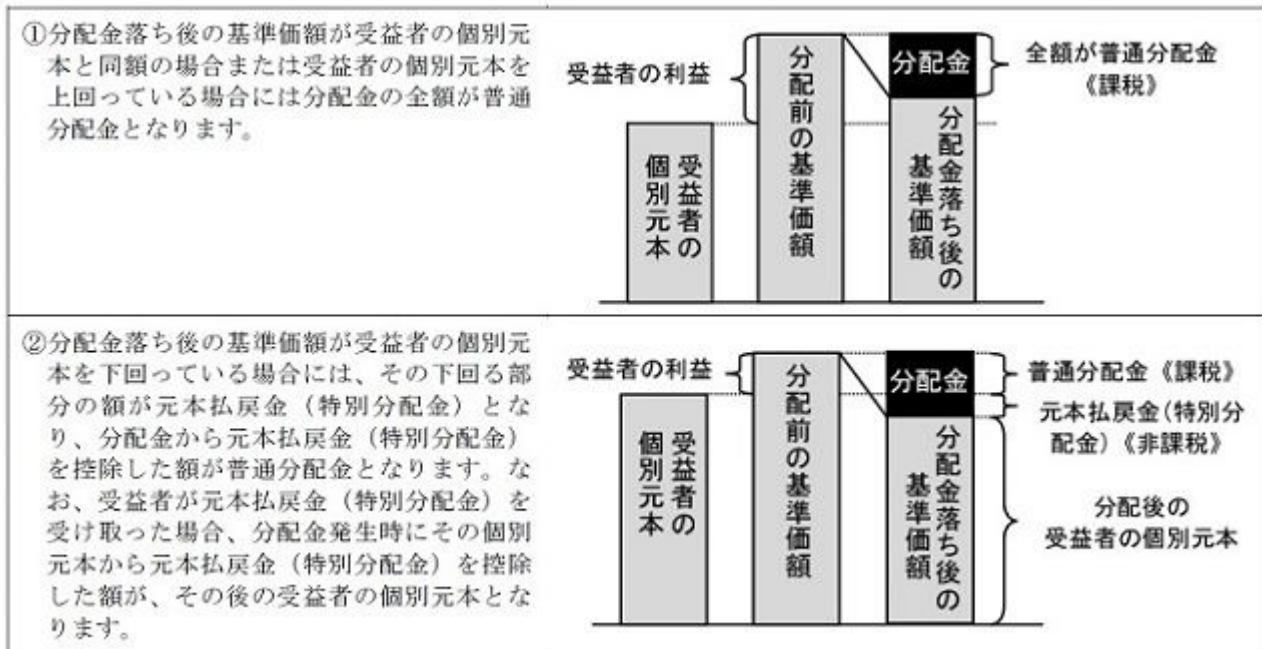 ①分配金落ち後の基準価額が受益者の個別元
本と同額の場合または受益者の個別元本を
上回っている場合には分配金の全額が普通
分配金となります。
受益者の利益
受益者の
個別元本
分配前の基準価額
分配金
分配金落ち後の
基準価額
全額が普通分配金
《課税》
②分配金落ち後の基準価額が受益者の個別元
本を下回っている場合には、その下回る部
分の額が元本払戻金（特別分配金）とな
り、分配金から元本払戻金（特別分配金）
を控除した額が普通分配金となります。な
お、受益者が元本払戻金（特別分配金）を
受け取った場合、分配金発生時にその個別
元本から元本払戻金（特別分配金）を控除
した額が、その後の受益者の個別元本とな
ります。
受益者の利益
受益者の
個別元本
分配前の基準価額
分配金
分配金落ち後の
基準価額
普通分配金《課税》
元本払戻金（特別分
配金）《非課税》
分配後の
受益者の個別元本